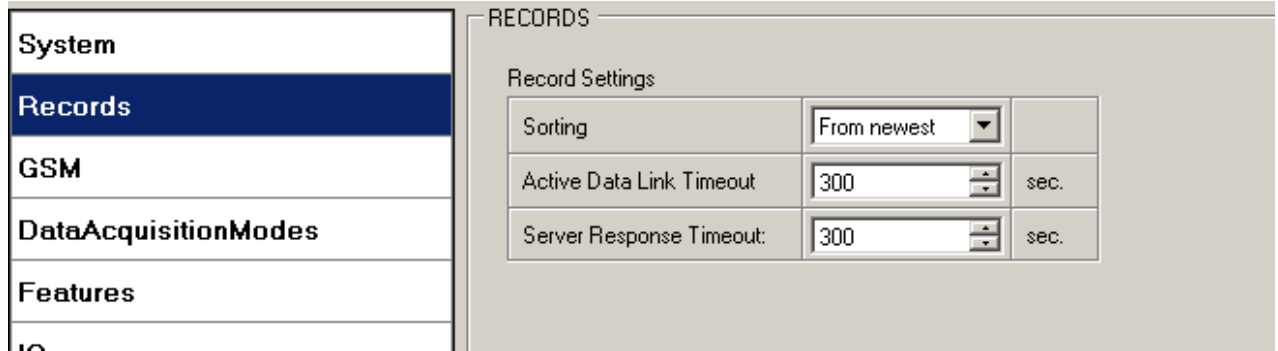 System
Records
GSM
DataAcquisitionModes
Features
RECORDS
Record Settings
Sorting From newest
Active Data Link Timeout 300 sec.
Server Response Timeout: 300 sec.